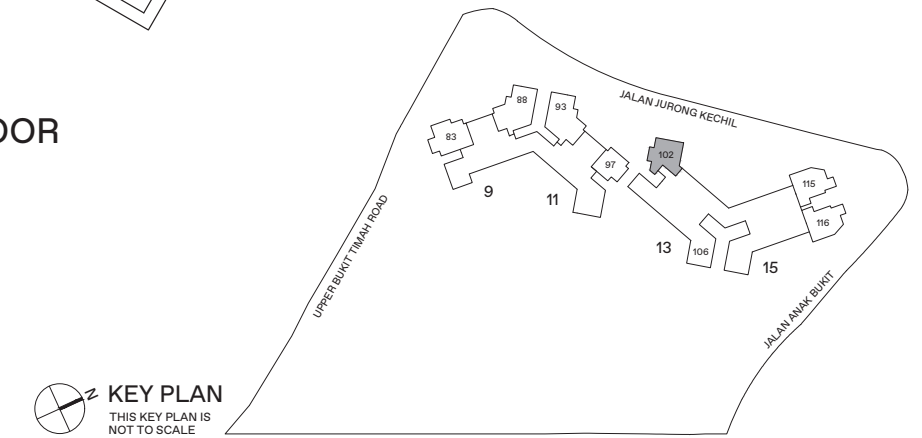 OOR
JALAN JURONG KECHIL
88
93
83
102
97
115
9
11
116
13
106
15
UPPER BUKIT TIMAH ROAD
JALAN ANAK BUKIT
N
KEY PLAN
THIS KEY PLAN IS
NOT TO SCALE